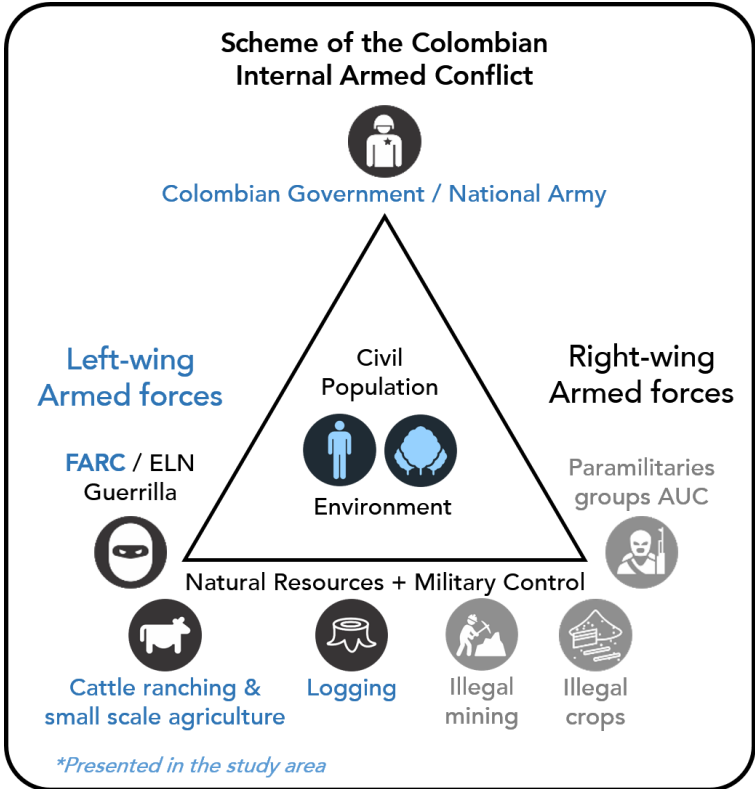 Scheme of the Colombian
Internal Armed Conflict
Colombian Government / National Army
Left-wing
Armed forces
FARC / ELN
Guerrilla
Civil
Population
Environment
Right-wing
Armed forces
Paramilitaries
groups AUC
Natural Resources + Military Control
Cattle ranching &
small scale agriculture
Logging
Illegal
mining
Illegal
crops
*Presented in the study area